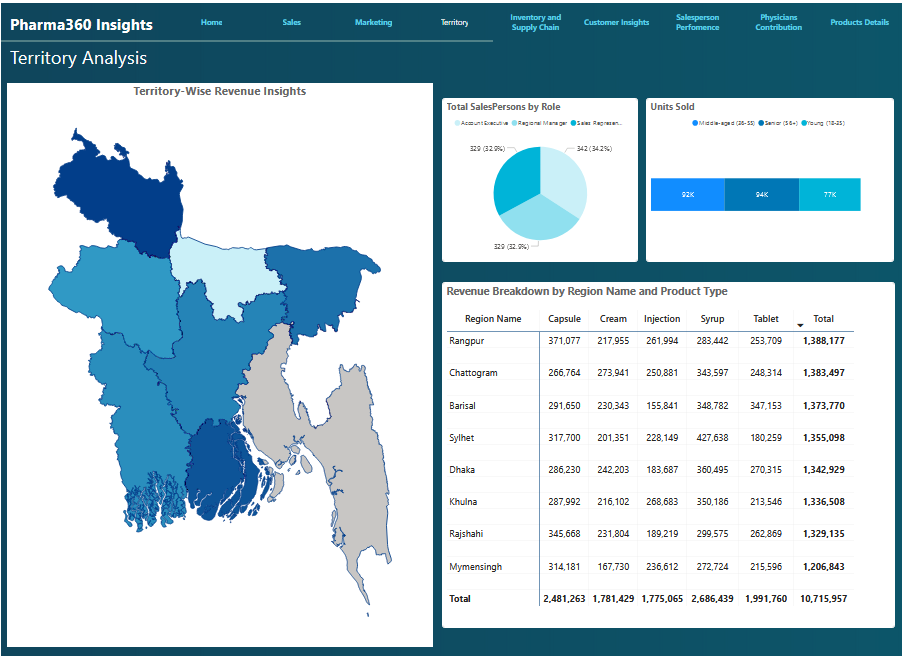 Pharma360 Insights
Home
Sales
Marketing
Territory
Inventory and
Supply Chain
Customer Insights
Salesperson
Perfomence
Physicians
Contribution
Products Details
Territory Analysis
Territory-Wise Revenue Insights
Total SalesPersons by Role
Account Executive Regional Manager Sales Represen...
329 (32.9%) 342 (34.2%)
329 (32.9%)
Units Sold
Middle-aged (36-55) Senior (56+) Young (18-35)
92K 94K 77K
Revenue Breakdown by Region Name and Product Type
Region Name Capsule Cream Injection Syrup Tablet Total
Rangpur 371,077 217,955 261,994 283,442 253,709 1,388,177
Chattogram 266,764 273,941 250,881 343,597 248,314 1,383,497
Barisal 291,650 230,343 155,841 348,782 347,153 1,373,770
Sylhet 317,700 201,351 228,149 427,638 180,259 1,355,098
Dhaka 286,230 242,203 183,687 360,495 270,315 1,342,929
Khulna 287,992 216,102 268,683 350,186 213,546 1,336,508
Rajshahi 345,668 231,804 189,219 299,575 262,869 1,329,135
Mymensingh 314,181 167,730 236,612 272,724 215,596 1,206,843
Total 2,481,263 1,781,429 1,775,065 2,686,439 1,991,760 10,715,957